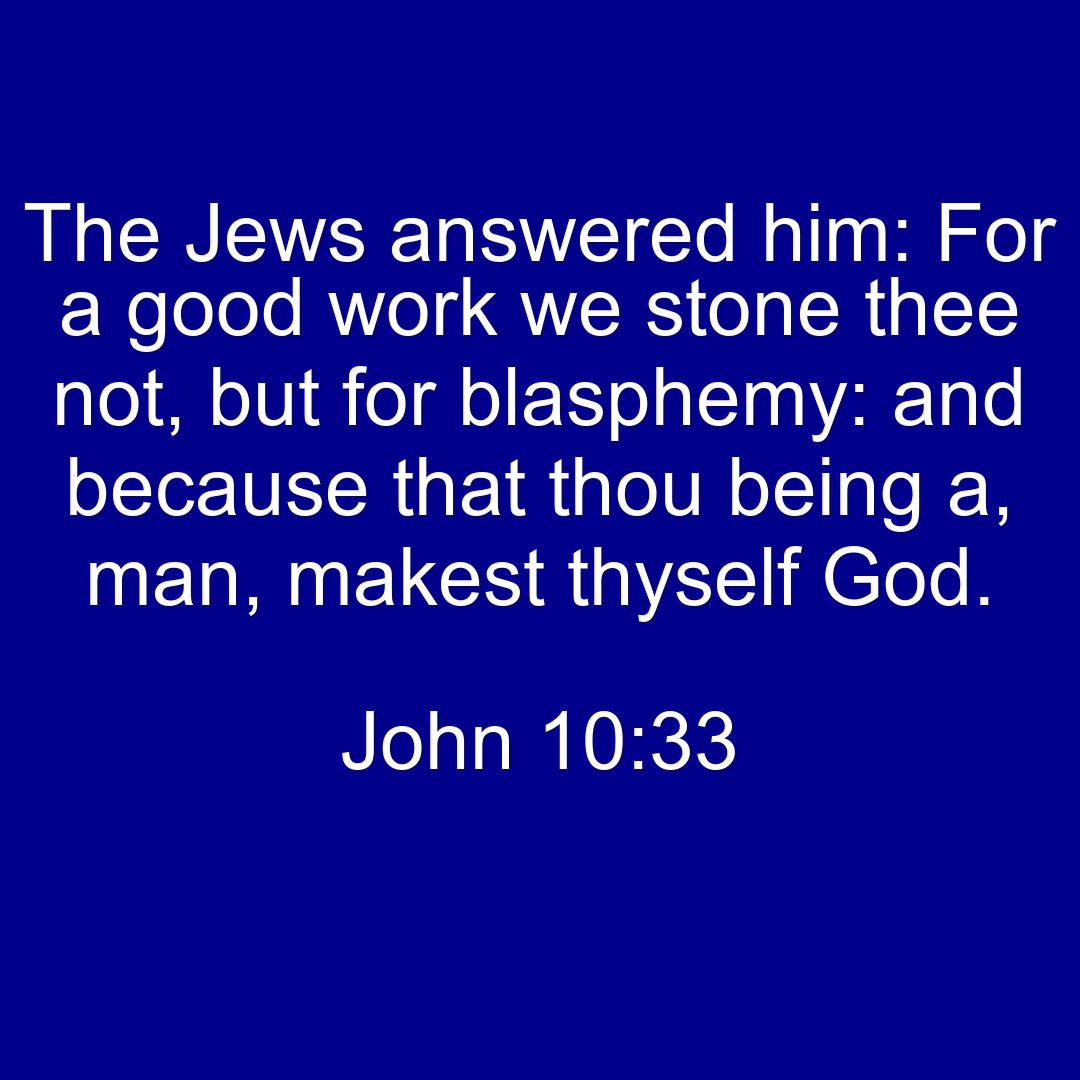 The Jews answered him: For
a good work we stone thee
not, but for blasphemy: and
because that thou being a,
man, makest thyself God.
John 10:33